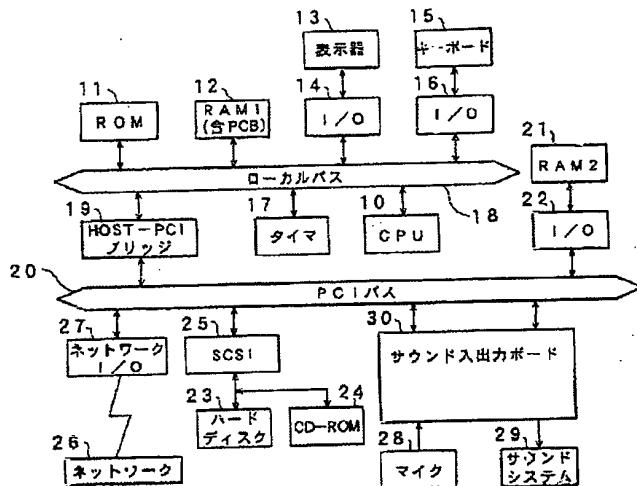 13
表示器
15
キーボード
11
ROM
12
RAM1
(含PCB)
14
I/O
16
I/O
21
RAM2
ローカルバス
18
19
HOST-PCI
ブリッジ
17
タイマ
10
CPU
22
I/O
20
PCIバス
27
ネットワーク
I/O
25
SCSI
30
サウンド入出力ボード
23
ハード
ディスク
24
CD-ROM
26
ネットワーク
28
マイク
29
サウンド
システム